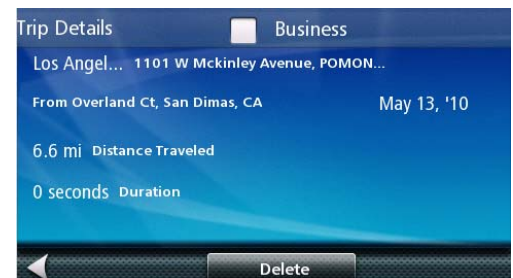 Trip Details Business
Los Angel... 1101 W Mckinley Avenue, POMON...
From Overland Ct, San Dimas, CA May 13, '10
6.6 mi Distance Traveled
0 seconds Duration
Delete